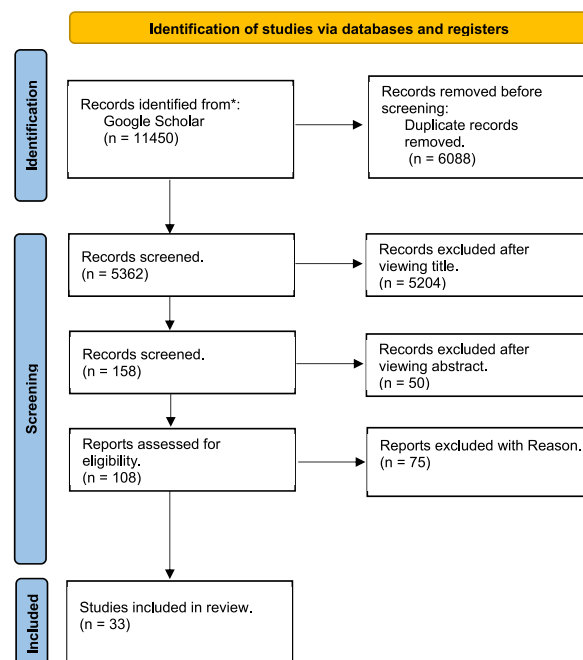 Identification of studies via databases and registers
Identification
Records identified from*:
Google Scholar
(n = 11450)
Records removed before
screening:
Duplicate records
removed.
(n = 6088)
Screening
Records screened.
(n = 5362)
Records excluded after
viewing title.
(n = 5204)
Records screened.
(n = 158)
Records excluded after
viewing abstract.
(n = 50)
Reports assessed for
eligibility.
(n = 108)
Reports excluded with Reason.
(n = 75)
Included
Studies included in review.
(n = 33)